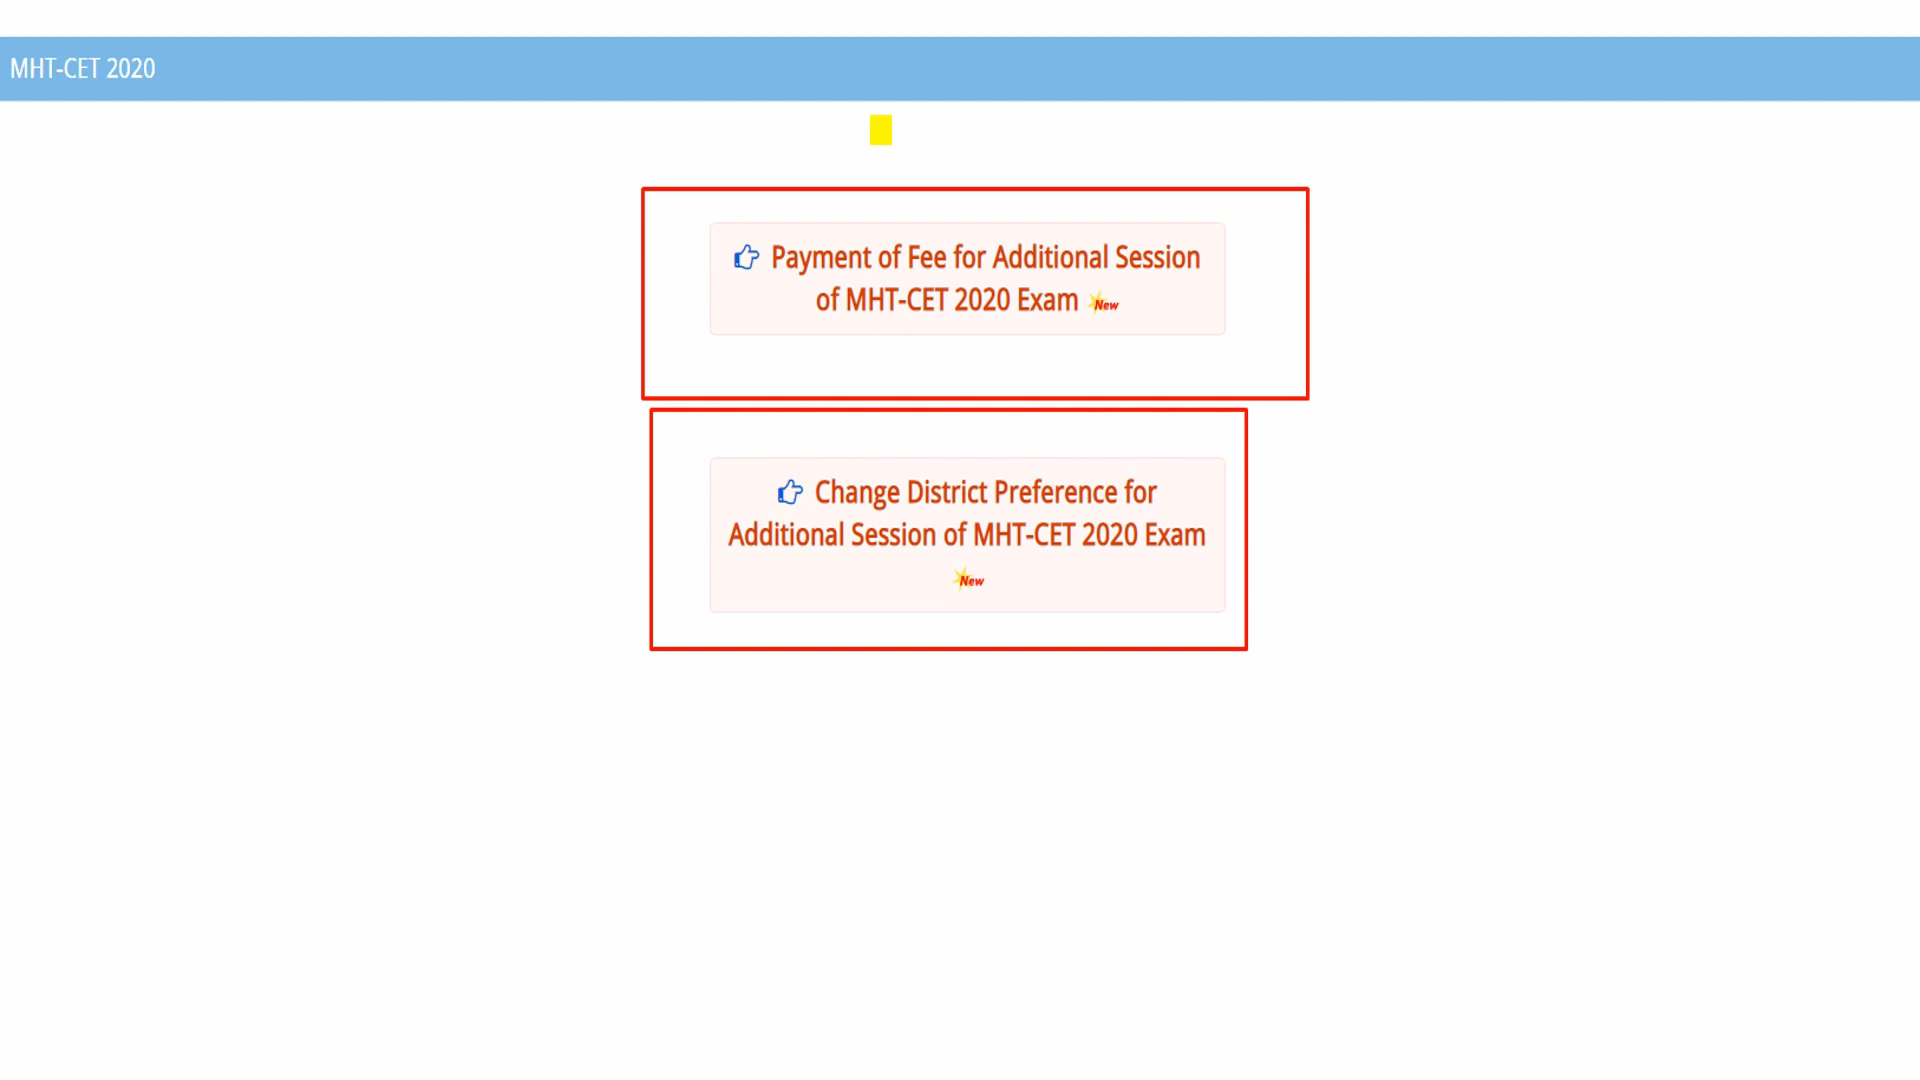 MHT-CET 2020
Payment of Fee for Additional Session
of MHT-CET 2020 Exam New
Change District Preference for
Additional Session of MHT-CET 2020 Exam
New